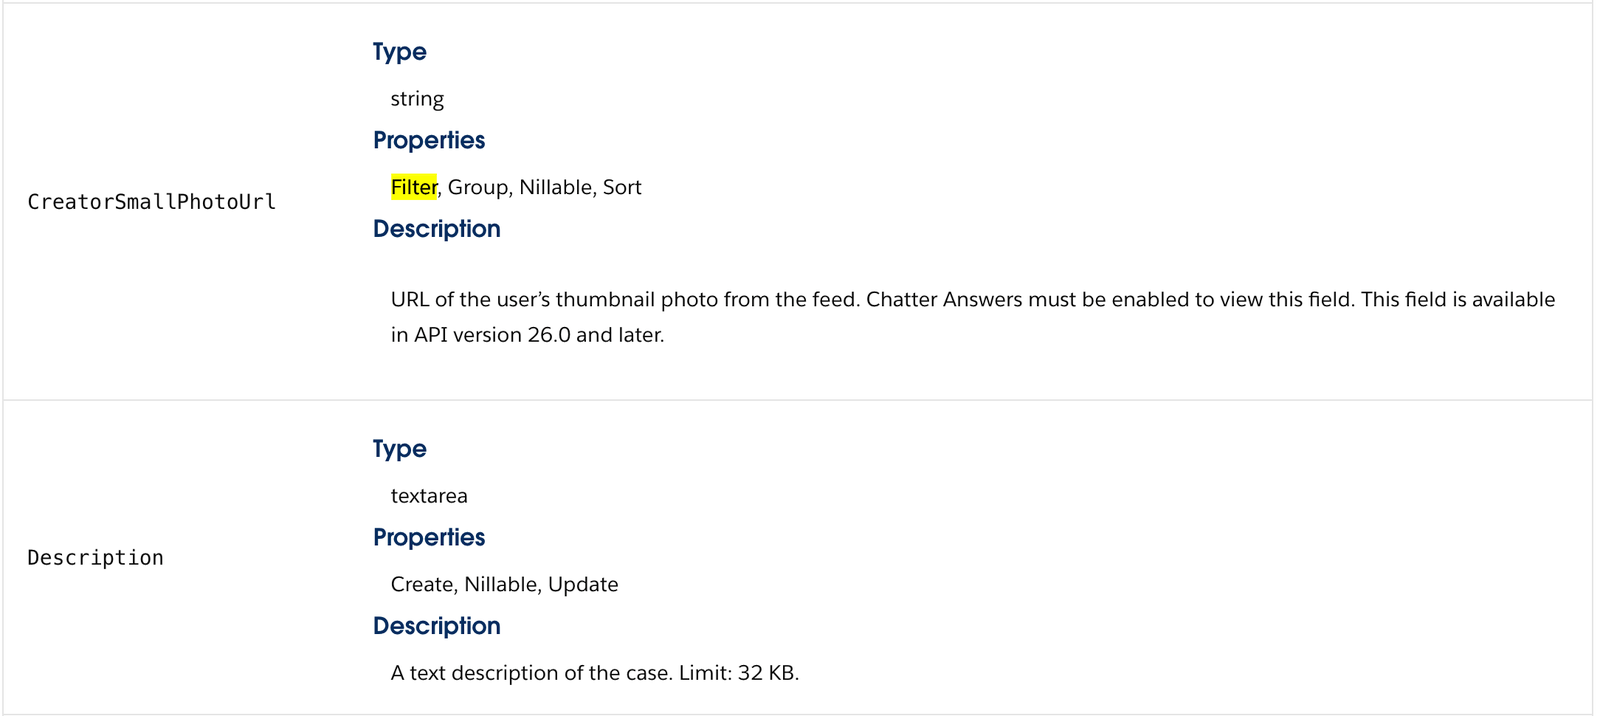 Type
string
Properties
CreatorSmallPhotoUrl
Filter, Group, Nillable, Sort
Description
URL of the user’s thumbnail photo from the feed. Chatter Answers must be enabled to view this field. This field is available
in API version 26.0 and later.
Type
textarea
Properties
Description
Create, Nillable, Update
Description
A text description of the case. Limit: 32 KB.